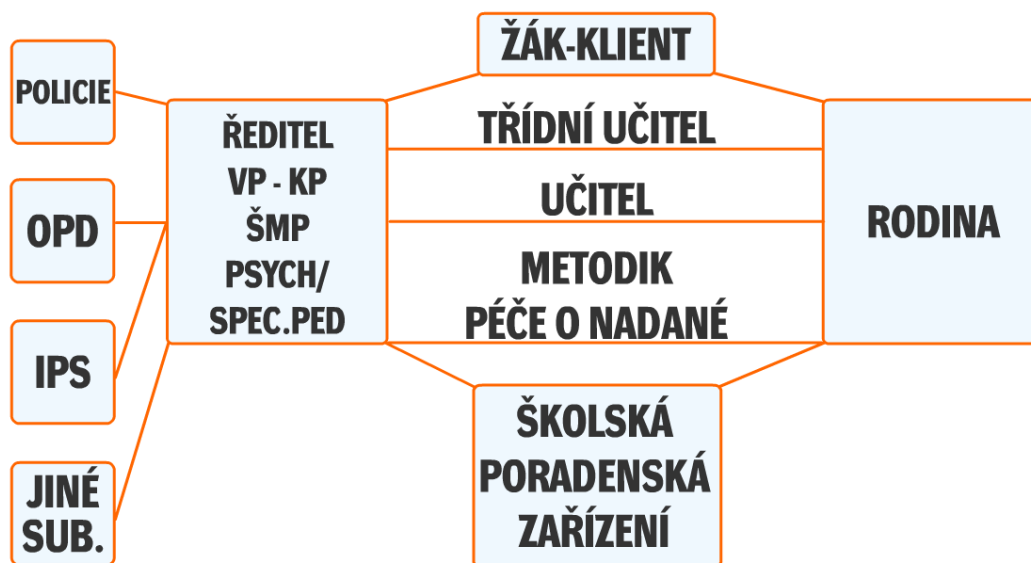 ŽÁK-KLIENT
POLICIE
OPD
IPS
JINÉ
SUB.
ŘEDITEL
VP - KP
ŠMP
PSYCH/
SPEC.PED
TŘÍDNÍ UČITEL
UČITEL
METODIK
PÉČE O NADANÉ
RODINA
ŠKOLSKÁ
PORADENSKÁ
ZAŘÍZENÍ